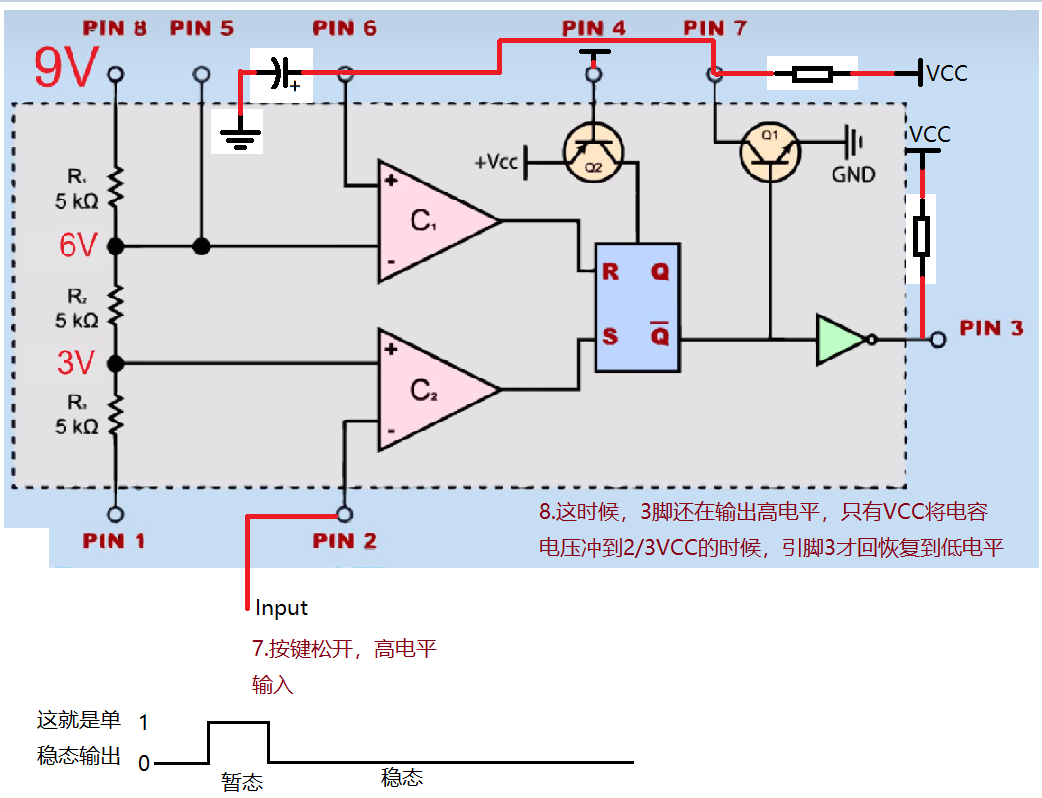 PIN 8 PIN 5 PIN 6 PIN 4 PIN 7
9V
+
VCC
VCC
Q1
GND
+Vcc
Q2
R₁
5 kΩ
+
C₁
-
6V
R Q
R₂
5 kΩ
S Q̅
PIN 3
3V
+
C₂
-
R₃
5 kΩ
8.这时候，3脚还在输出高电平，只有VCC将电容
电压冲到2/3VCC的时候，引脚3才回恢复到低电平
PIN 1 PIN 2
Input
7.按键松开，高电平
输入
这就是单
稳态输出
1
0
暂态
稳态